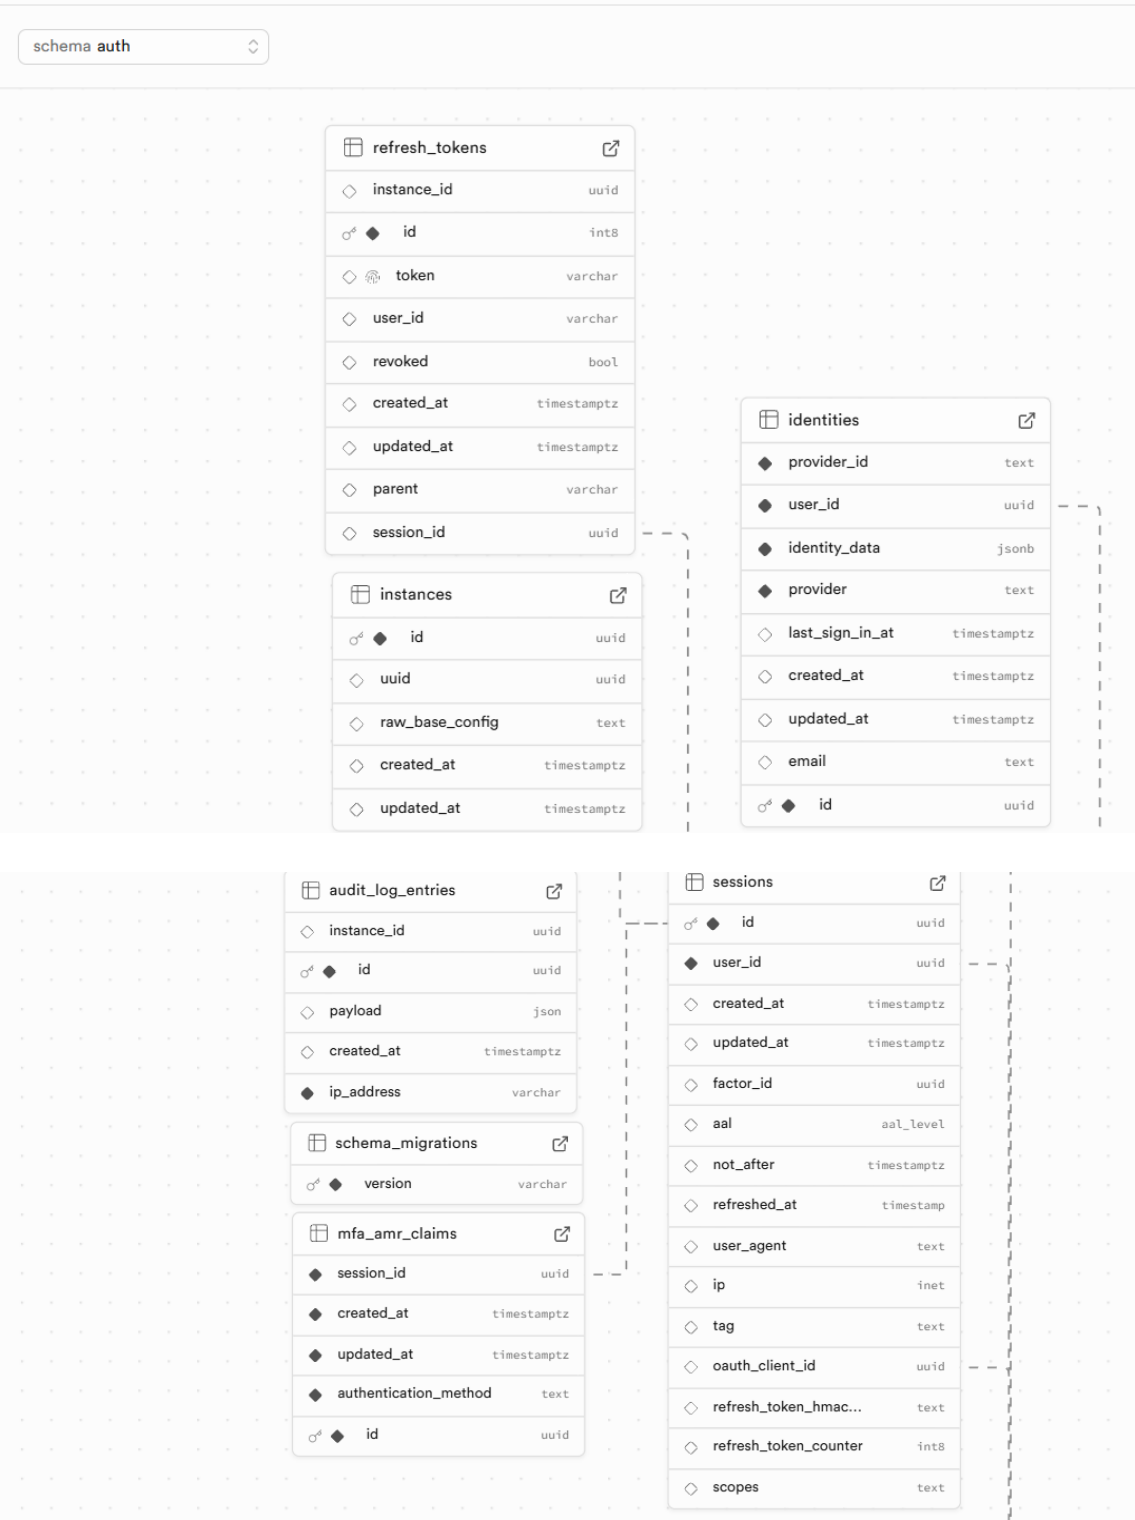 schema auth
refresh_tokens
instance_id uuid
id int8
token varchar
user_id varchar
revoked bool
created_at timestamptz
updated_at timestamptz
parent varchar
session_id uuid
instances
id uuid
uuid uuid
raw_base_config text
created_at timestamptz
updated_at timestamptz
identities
provider_id text
user_id uuid
identity_data jsonb
provider text
last_sign_in_at timestamptz
created_at timestamptz
updated_at timestamptz
email text
id uuid
audit_log_entries
instance_id uuid
id uuid
payload json
created_at timestamptz
ip_address varchar
schema_migrations
version varchar
mfa_amr_claims
session_id uuid
created_at timestamptz
updated_at timestamptz
authentication_method text
id uuid
sessions
id uuid
user_id uuid
created_at timestamptz
updated_at timestamptz
factor_id uuid
aal aal_level
not_after timestamptz
refreshed_at timestamp
user_agent text
ip inet
tag text
oauth_client_id uuid
refresh_token_hmac... text
refresh_token_counter int8
scopes text